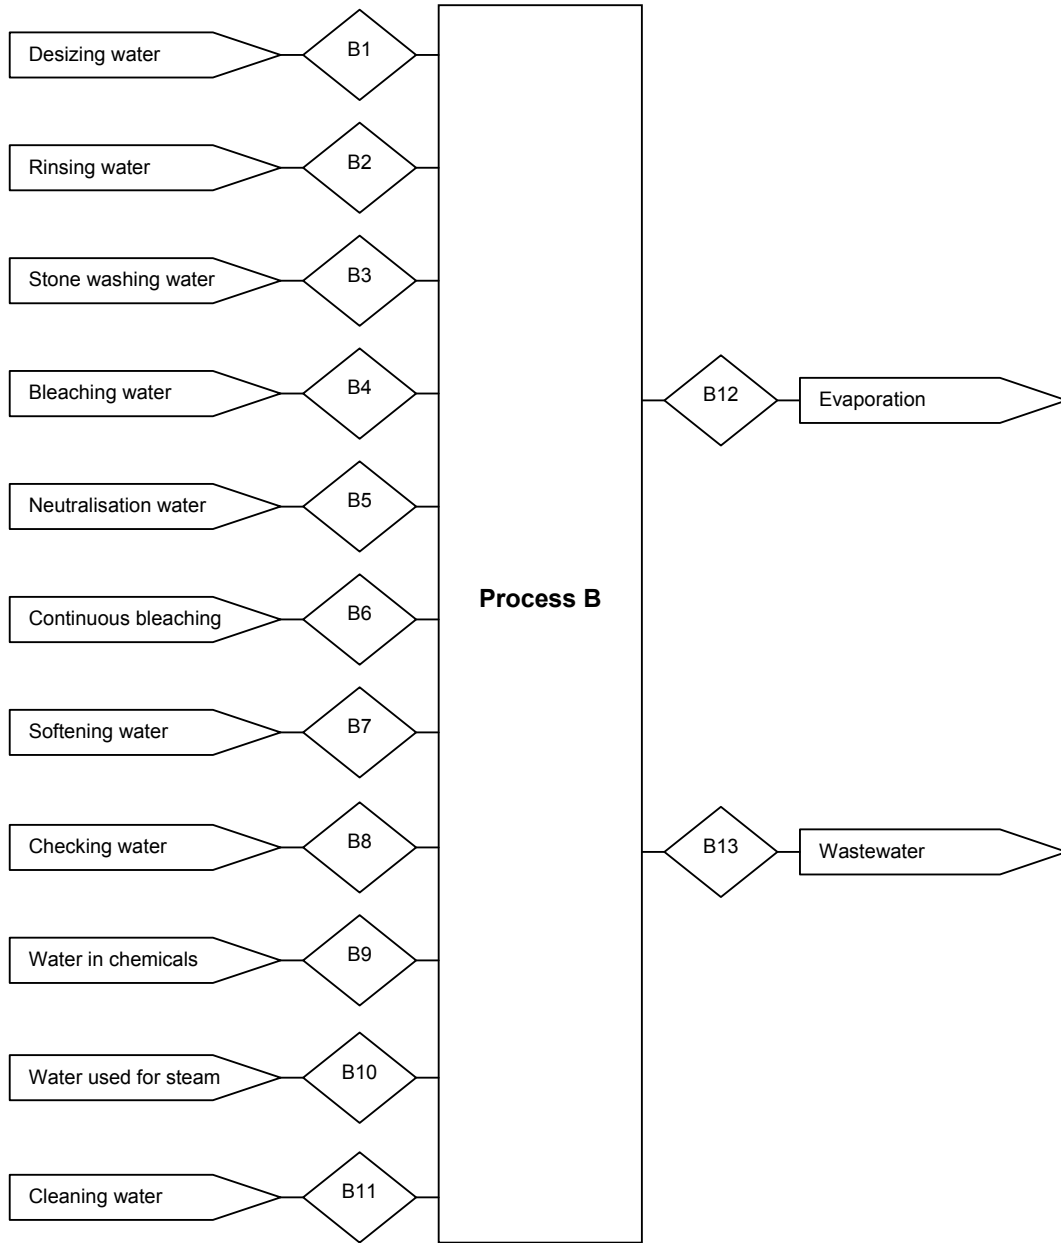 Desizing water
B1
Rinsing water
B2
Stone washing water
B3
Bleaching water
B4
B12
Evaporation
Neutralisation water
B5
Process B
Continuous bleaching
B6
Softening water
B7
Checking water
B8
B13
Wastewater
Water in chemicals
B9
Water used for steam
B10
Cleaning water
B11